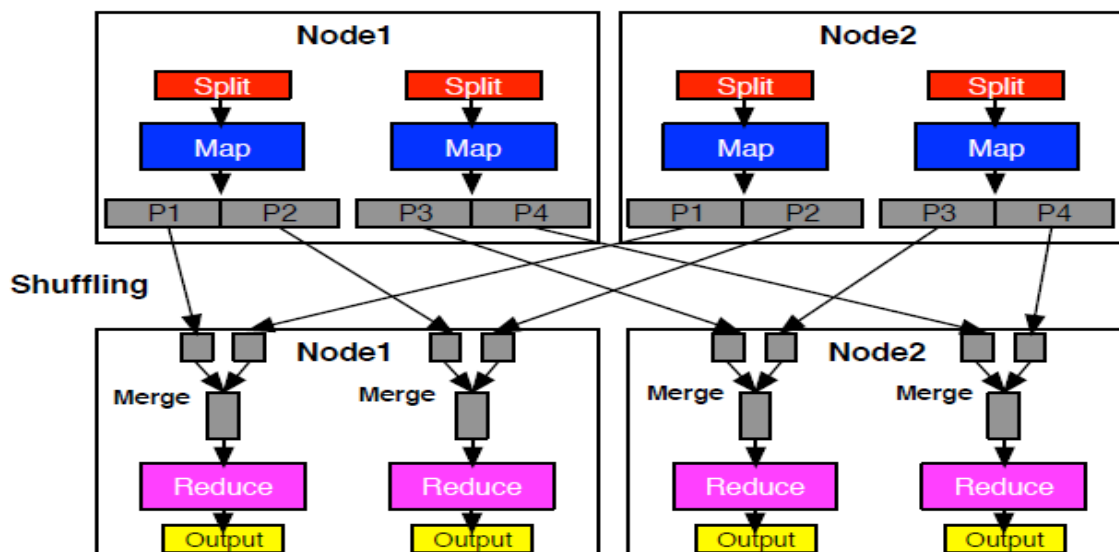 Node1 Node2
Split Split Split Split
Map Map Map Map
P1 P2 P3 P4 P1 P2 P3 P4
Shuffling
Node1 Node2
Merge Merge Merge Merge
Reduce Reduce Reduce Reduce
Output Output Output Output